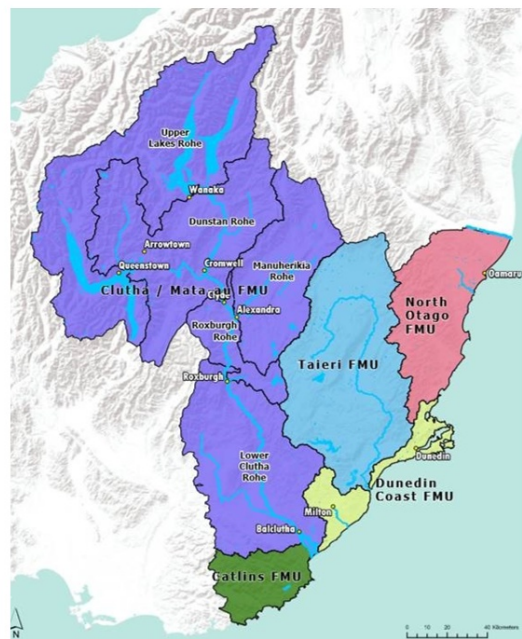 Upper
Lakes Rohe
Wanaka
Dunstan Rohe
Arrowtown
Queenstown
Cromwell
Manuherikia
Rohe
Clutha / Mata au FMU
Clyde
Alexandra
Roxburgh
Rohe
Roxburgh
Oamaru
North
Otago
FMU
Taieri FMU
Lower
Clutha
Rohe
Dunedin
Dunedin
Coast FMU
Milton
Balclutha
Catlins FMU
N
0 5 10 20 30 40 Kilometers